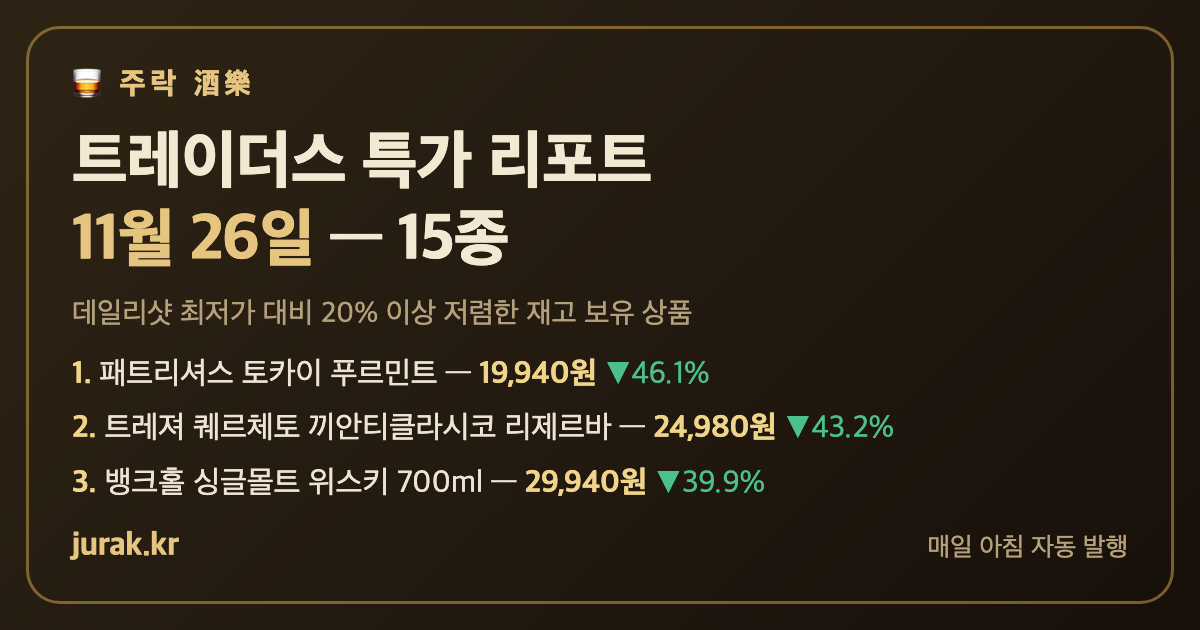 주락 酒樂
트레이더스 특가 리포트
11월 26일 — 15종
데일리샷 최저가 대비 20% 이상 저렴한 재고 보유 상품
1. 패트리셔스 토카이 푸르민트 — 19,940원 ▼46.1%
2. 트레져 퀘르체토 끼안티클라시코 리제르바 — 24,980원 ▼43.2%
3. 뱅크홀 싱글몰트 위스키 700ml — 29,940원 ▼39.9%
jurak.kr
매일 아침 자동 발행